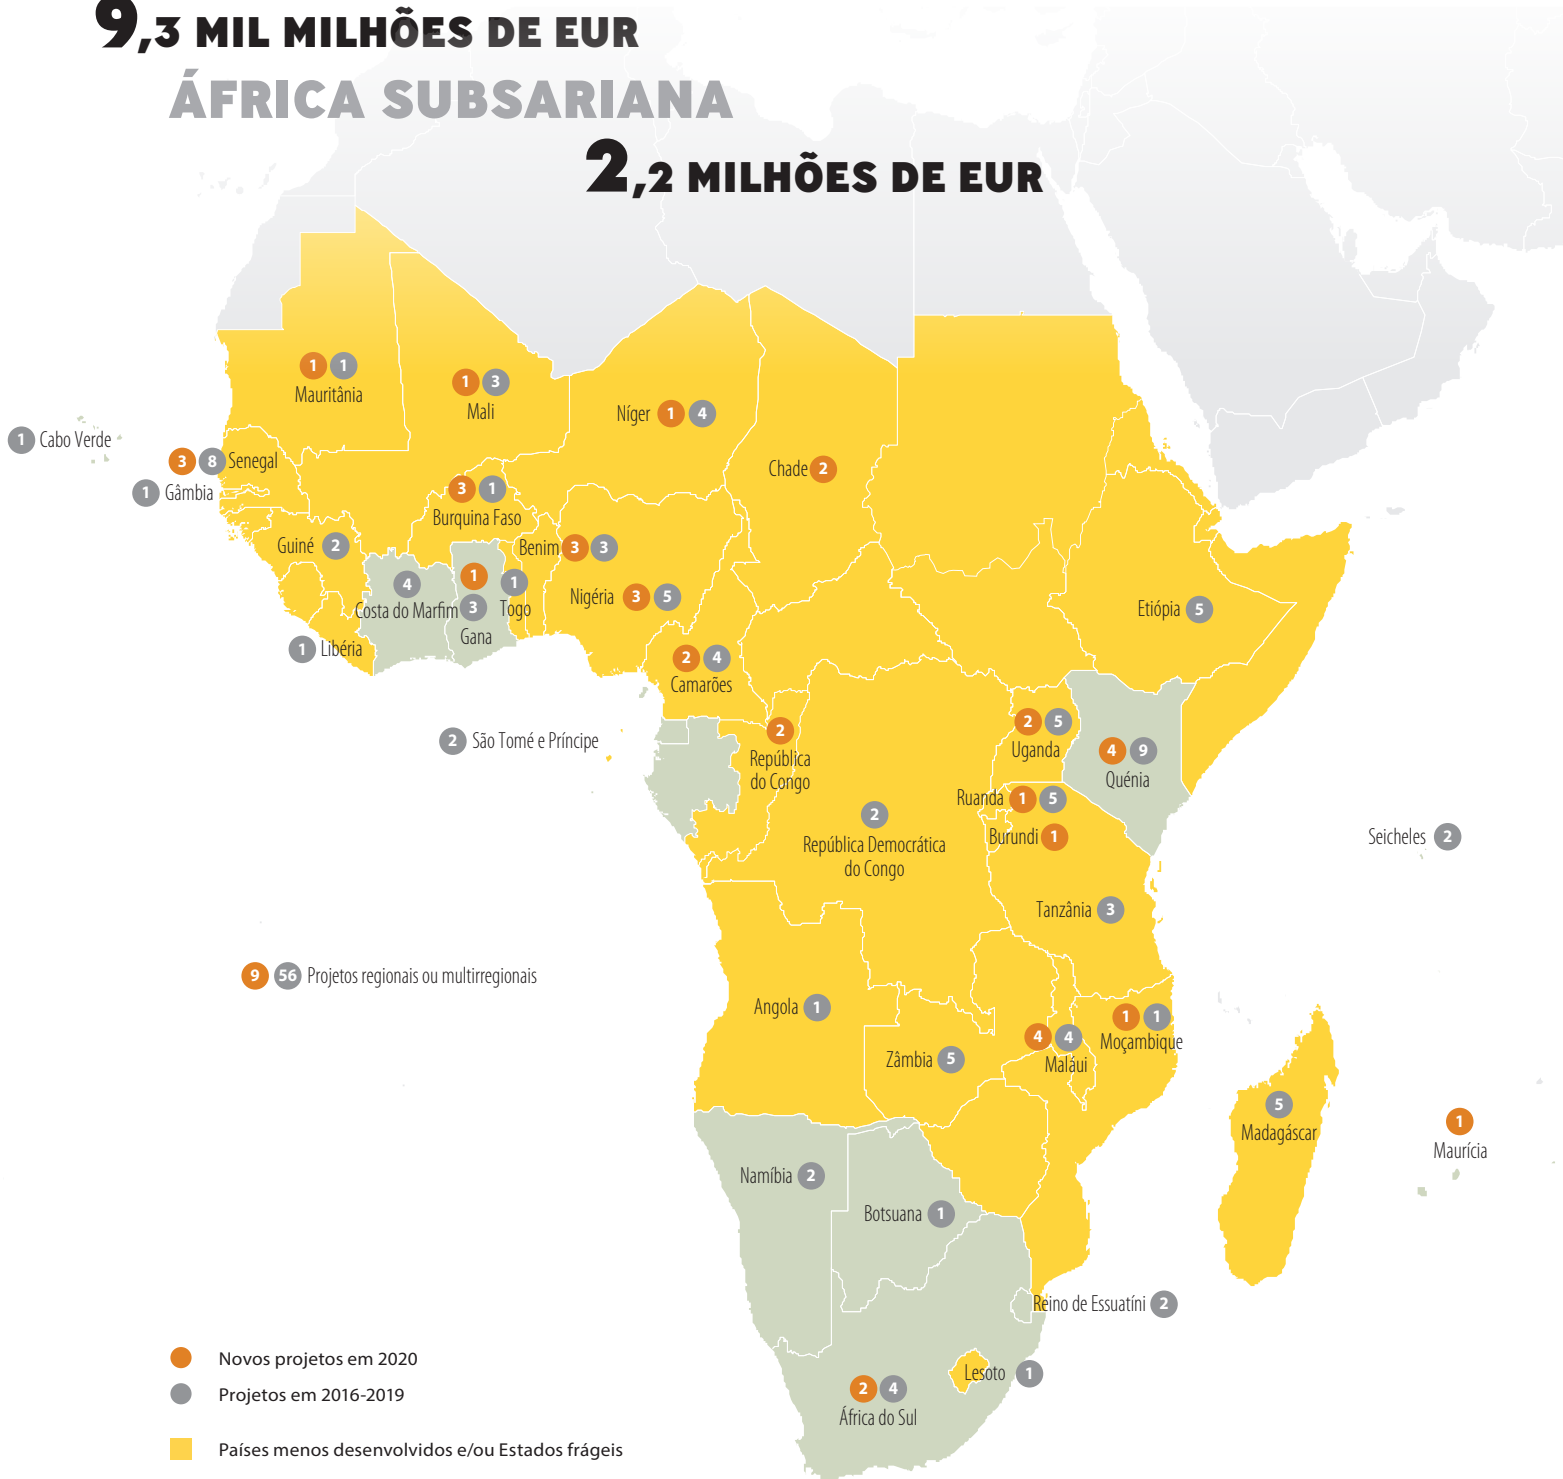 9,3 MIL MILHÕES DE EUR
ÁFRICA SUBSARIANA
2,2 MILHÕES DE EUR
1 1
Mauritânia
1 3
Mali
Níger 1 4
Chade 2
1 Cabo Verde
3 8 Senegal
1 Gâmbia
3 1
Burquina Faso
Guiné 2
Benim 3 3
4
Costa do Marfim
1
3
Gana
1
Togo
Nigéria 3 5
Etiópia 5
1 Libéria
2 4
Camarões
2 São Tomé e Príncipe
2
República
do Congo
2 5
Uganda
4 9
Quénia
Ruanda 1 5
Burundi 1
2
República Democrática
do Congo
Seicheles 2
Tanzânia 3
9 56 Projetos regionais ou multirregionais
Angola 1
1 1
Moçambique
4 4
Maláui
Zâmbia 5
5
Madagáscar
1
Maurícia
Namíbia 2
Botsuana 1
Reino de Essuatíni 2
Lesoto 1
2 4
África do Sul
Novos projetos em 2020
Projetos em 2016-2019
Países menos desenvolvidos e/ou Estados frágeis